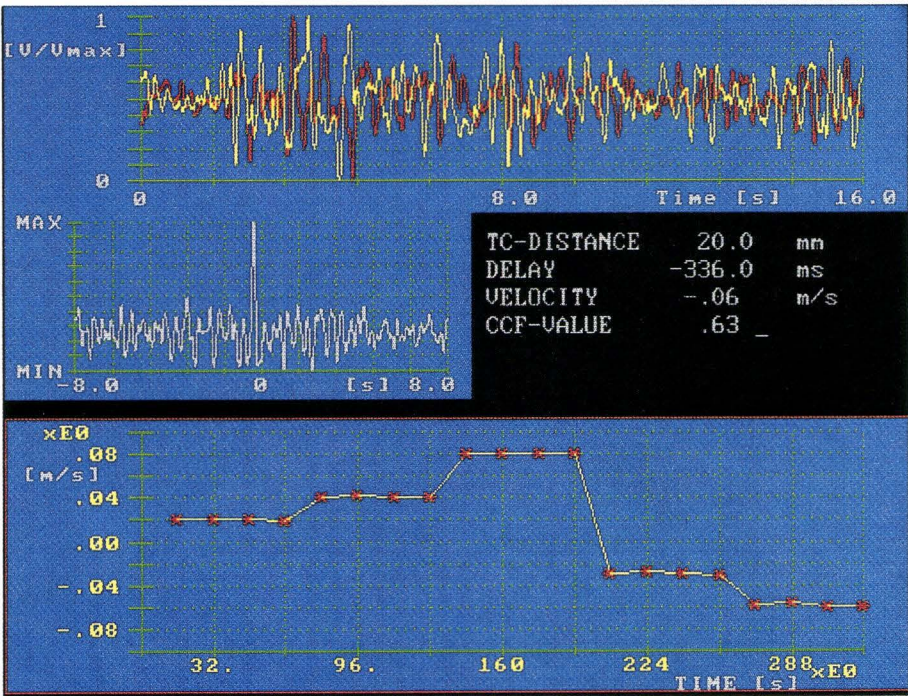 1
[V/Vmax]
0
0 8.0 Time [s] 16.0
MAX
MIN
-8.0 0 [s] 8.0
TC-DISTANCE 20.0 mm
DELAY -336.0 ms
VELOCITY -.06 m/s
CCF-VALUE .63 _
xE0
.08
[m/s]
.04
.00
-.04
-.08
32. 96. 160 224 288 xE0
TIME [s]